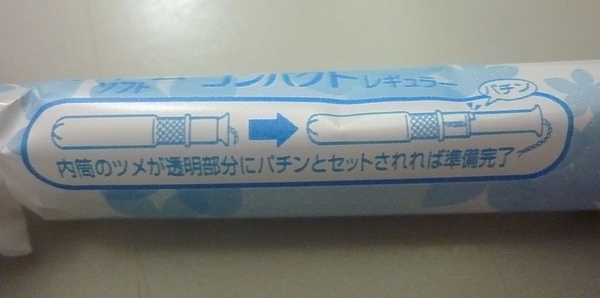 ソフト コンパクト レギュラー
パチン
内筒のツメが透明部分にパチンとセットされれば準備完了